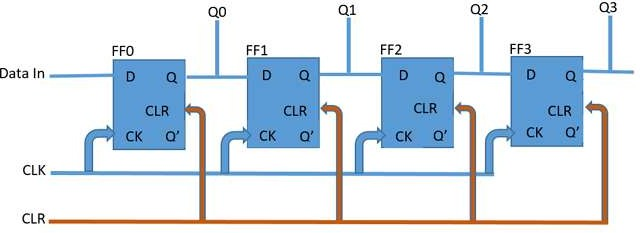 Q0 Q1 Q2 Q3
FF0 FF1 FF2 FF3
Data In D Q D Q D Q D Q
CLR CLR CLR CLR
CK Q' CK Q' CK Q' CK Q'
CLK
CLR